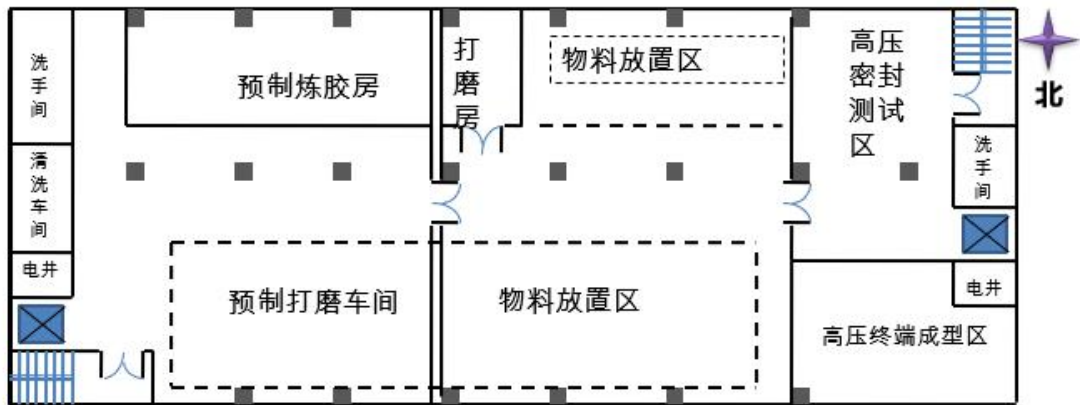 洗手间
预制炼胶房
打磨房
物料放置区
高压密封测试区
北
清洗车间
洗手间
电井
预制打磨车间
物料放置区
电井
高压终端成型区